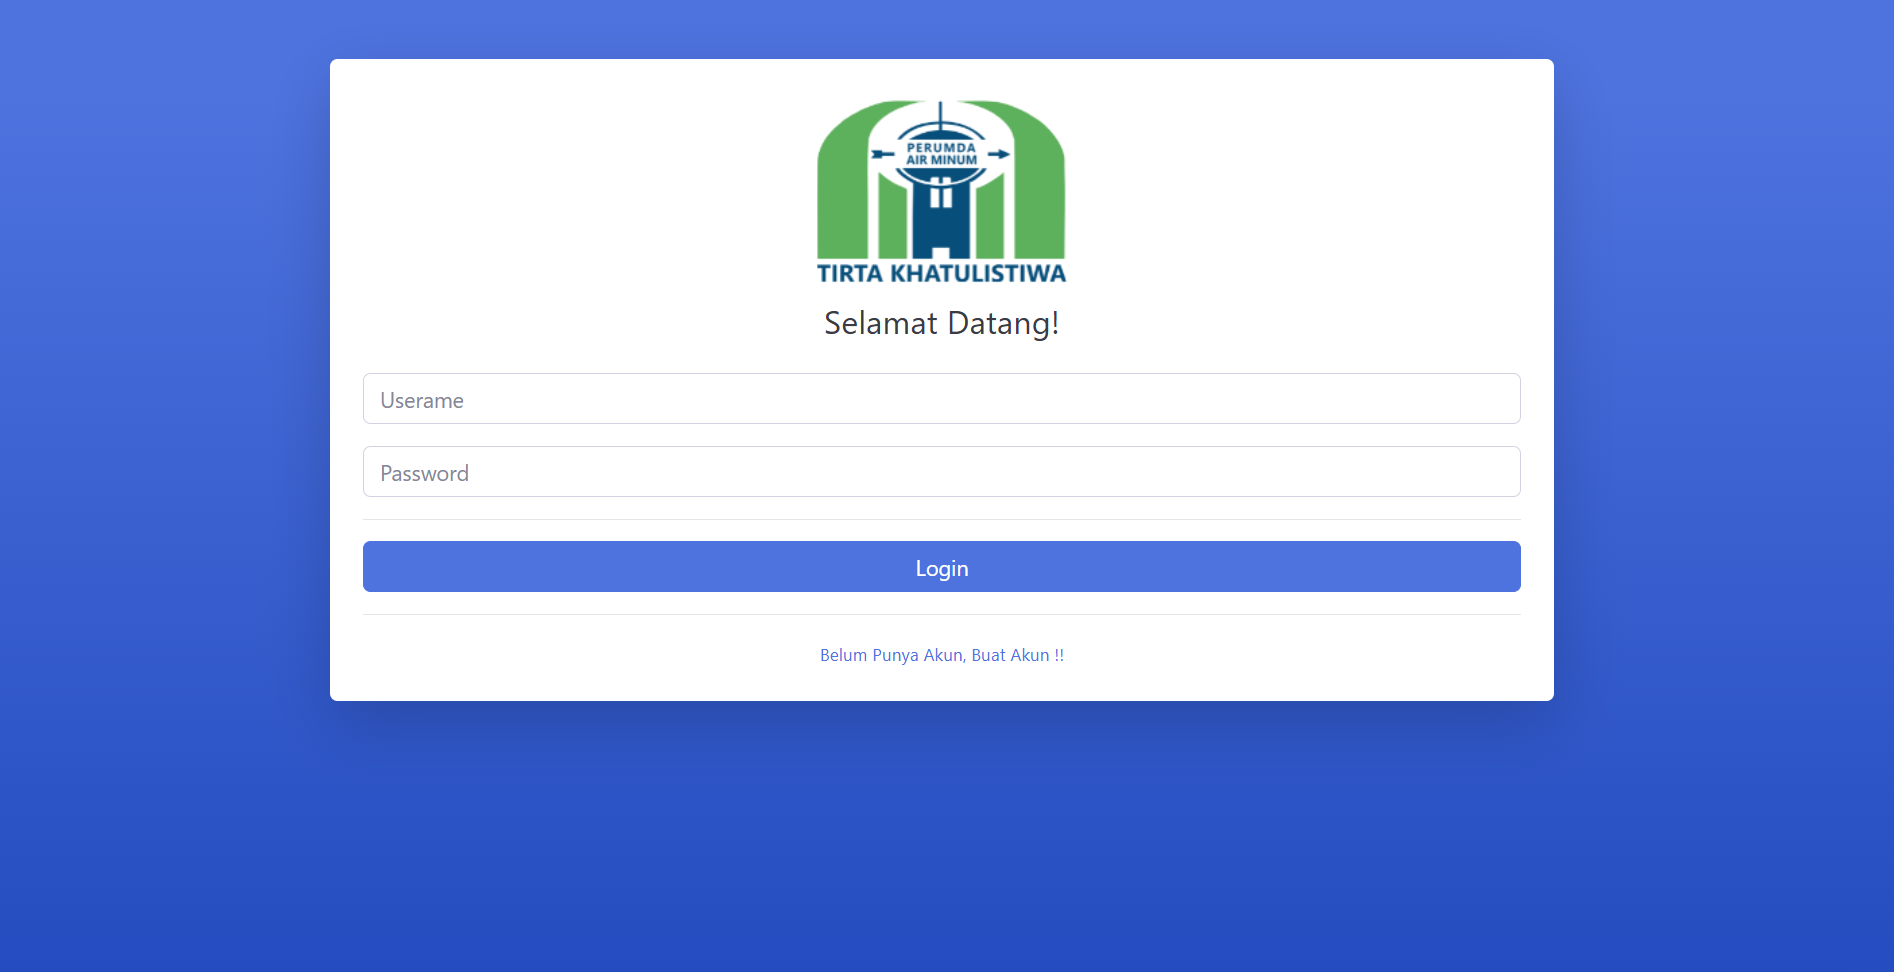 PERUMDA
AIR MINUM
TIRTA KHATULISTIWA
Selamat Datang!
Userame
Password
Login
Belum Punya Akun, Buat Akun !!